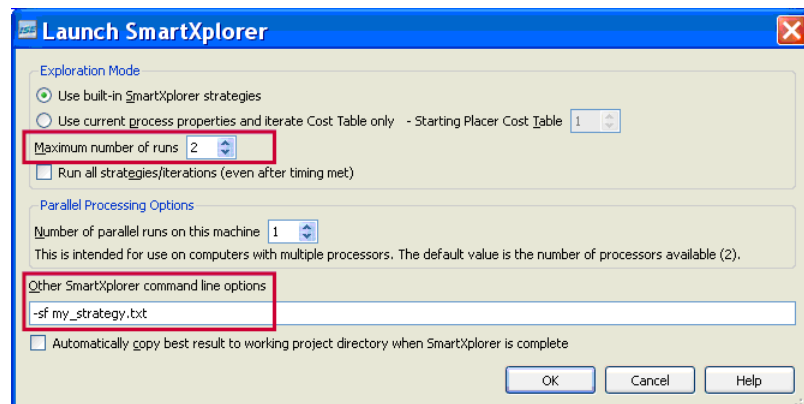 ISE Launch SmartXplorer
Exploration Mode
Use built-in SmartXplorer strategies
Use current process properties and iterate Cost Table only - Starting Placer Cost Table 1
Maximum number of runs 2
Run all strategies/iterations (even after timing met)
Parallel Processing Options
Number of parallel runs on this machine 1
This is intended for use on computers with multiple processors. The default value is the number of processors available (2).
Other SmartXplorer command line options
-sf my_strategy.txt
Automatically copy best result to working project directory when SmartXplorer is complete
OK Cancel Help